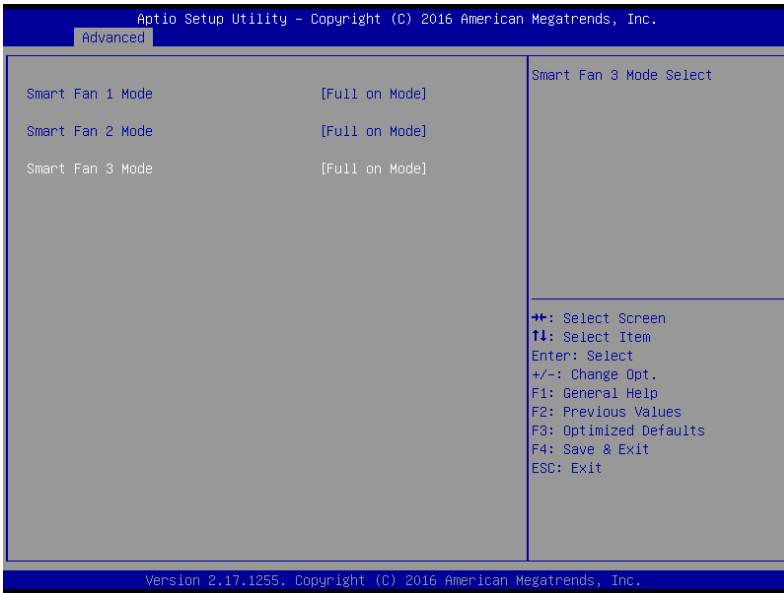 Aptio Setup Utility – Copyright (C) 2016 American Megatrends, Inc.
Advanced
Smart Fan 1 Mode [Full on Mode]
Smart Fan 2 Mode [Full on Mode]
Smart Fan 3 Mode [Full on Mode]
Smart Fan 3 Mode Select
→←: Select Screen
↑↓: Select Item
Enter: Select
+/-: Change Opt.
F1: General Help
F2: Previous Values
F3: Optimized Defaults
F4: Save & Exit
ESC: Exit
Version 2.17.1255. Copyright (C) 2016 American Megatrends, Inc.